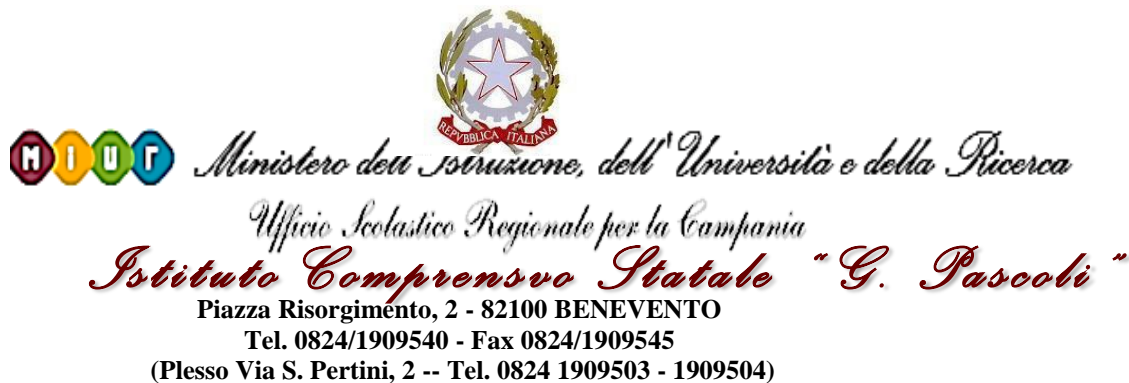 REPVBBLICA ITALIANA
MIUr
Ministero dell Istruzione, dell' Università e della Ricerca
Ufficio Scolastico Regionale per la Campania
Istituto Comprensvo Statale "G. Pascoli"
Piazza Risorgimento, 2 - 82100 BENEVENTO
Tel. 0824/1909540 - Fax 0824/1909545
(Plesso Via S. Pertini, 2 -- Tel. 0824 1909503 - 1909504)